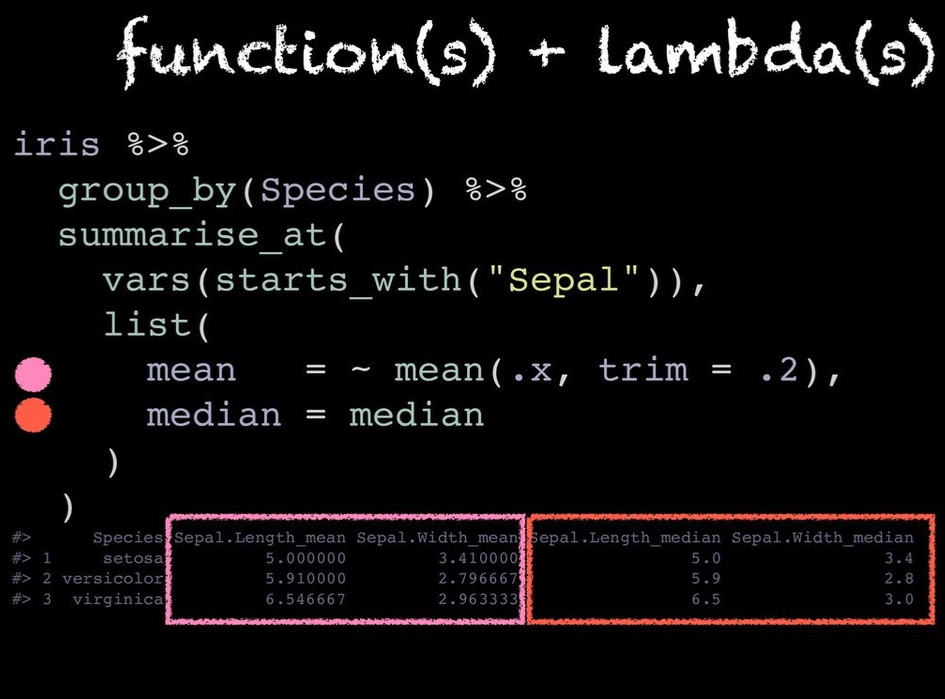 function(s) + lambda(s)
iris %>%
group_by(Species) %>%
summarise_at(
vars(starts_with("Sepal")),
list(
mean = ~ mean(.x, trim = .2),
median = median
)
)
#> Species Sepal.Length_mean Sepal.Width_mean Sepal.Length_median Sepal.Width_median
#> 1 setosa 5.000000 3.410000 5.0 3.4
#> 2 versicolor 5.910000 2.796667 5.9 2.8
#> 3 virginica 6.546667 2.963333 6.5 3.0